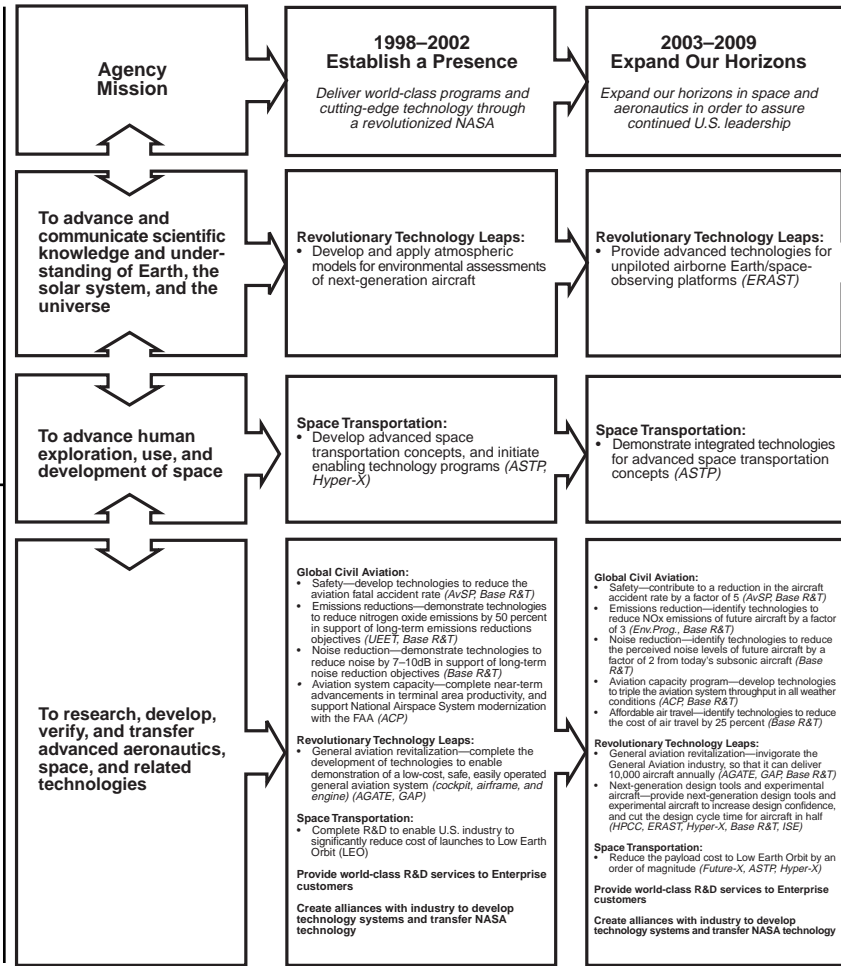 Agency
Mission
1998–2002
Establish a Presence
Deliver world-class programs and
cutting-edge technology through
a revolutionized NASA
2003–2009
Expand Our Horizons
Expand our horizons in space and
aeronautics in order to assure
continued U.S. leadership
To advance and
communicate scientific
knowledge and under-
standing of Earth, the
solar system, and the
universe
Revolutionary Technology Leaps:
• Develop and apply atmospheric
models for environmental assessments
of next-generation aircraft
Revolutionary Technology Leaps:
• Provide advanced technologies for
unpiloted airborne Earth/space-
observing platforms (ERAST)
To advance human
exploration, use, and
development of space
Space Transportation:
• Develop advanced space
transportation concepts, and initiate
enabling technology programs (ASTP,
Hyper-X)
Space Transportation:
• Demonstrate integrated technologies
for advanced space transportation
concepts (ASTP)
To research, develop,
verify, and transfer
advanced aeronautics,
space, and related
technologies
Global Civil Aviation:
• Safety—develop technologies to reduce the
aviation fatal accident rate (AvSP, Base R&T)
• Emissions reductions—demonstrate technologies
to reduce nitrogen oxide emissions by 50 percent
in support of long-term emissions reductions
objectives (UEET, Base R&T)
• Noise reduction—demonstrate technologies to
reduce noise by 7–10dB in support of long-term
noise reduction objectives (Base R&T)
• Aviation system capacity—complete near-term
advancements in terminal area productivity, and
support National Airspace System modernization
with the FAA (ACP)
Revolutionary Technology Leaps:
• General aviation revitalization—complete the
development of technologies to enable
demonstration of a low-cost, safe, easily operated
general aviation system (cockpit, airframe, and
engine) (AGATE, GAP)
Space Transportation:
• Complete R&D to enable U.S. industry to
significantly reduce cost of launches to Low Earth
Orbit (LEO)
Provide world-class R&D services to Enterprise
customers
Create alliances with industry to develop
technology systems and transfer NASA
technology
Global Civil Aviation:
• Safety—contribute to a reduction in the aircraft
accident rate by a factor of 5 (AvSP, Base R&T)
• Emissions reduction—identify technologies to
reduce NOx emissions of future aircraft by a factor
of 3 (Env.Prog., Base R&T)
• Noise reduction—identify technologies to reduce
the perceived noise levels of future aircraft by a
factor of 2 from today's subsonic aircraft (Base
R&T)
• Aviation capacity program—develop technologies
to triple the aviation system throughput in all weather
conditions (ACP, Base R&T)
• Affordable air travel—identify technologies to reduce
the cost of air travel by 25 percent (Base R&T)
Revolutionary Technology Leaps:
• General aviation revitalization—invigorate the
General Aviation industry, so that it can deliver
10,000 aircraft annually (AGATE, GAP, Base R&T)
• Next-generation design tools and experimental
aircraft—provide next-generation design tools and
experimental aircraft to increase design confidence,
and cut the design cycle time for aircraft in half
(HPCC, ERAST, Hyper-X, Base R&T, ISE)
Space Transportation:
• Reduce the payload cost to Low Earth Orbit by an
order of magnitude (Future-X, ASTP, Hyper-X)
Provide world-class R&D services to Enterprise
customers
Create alliances with industry to develop
technology systems and transfer NASA technology